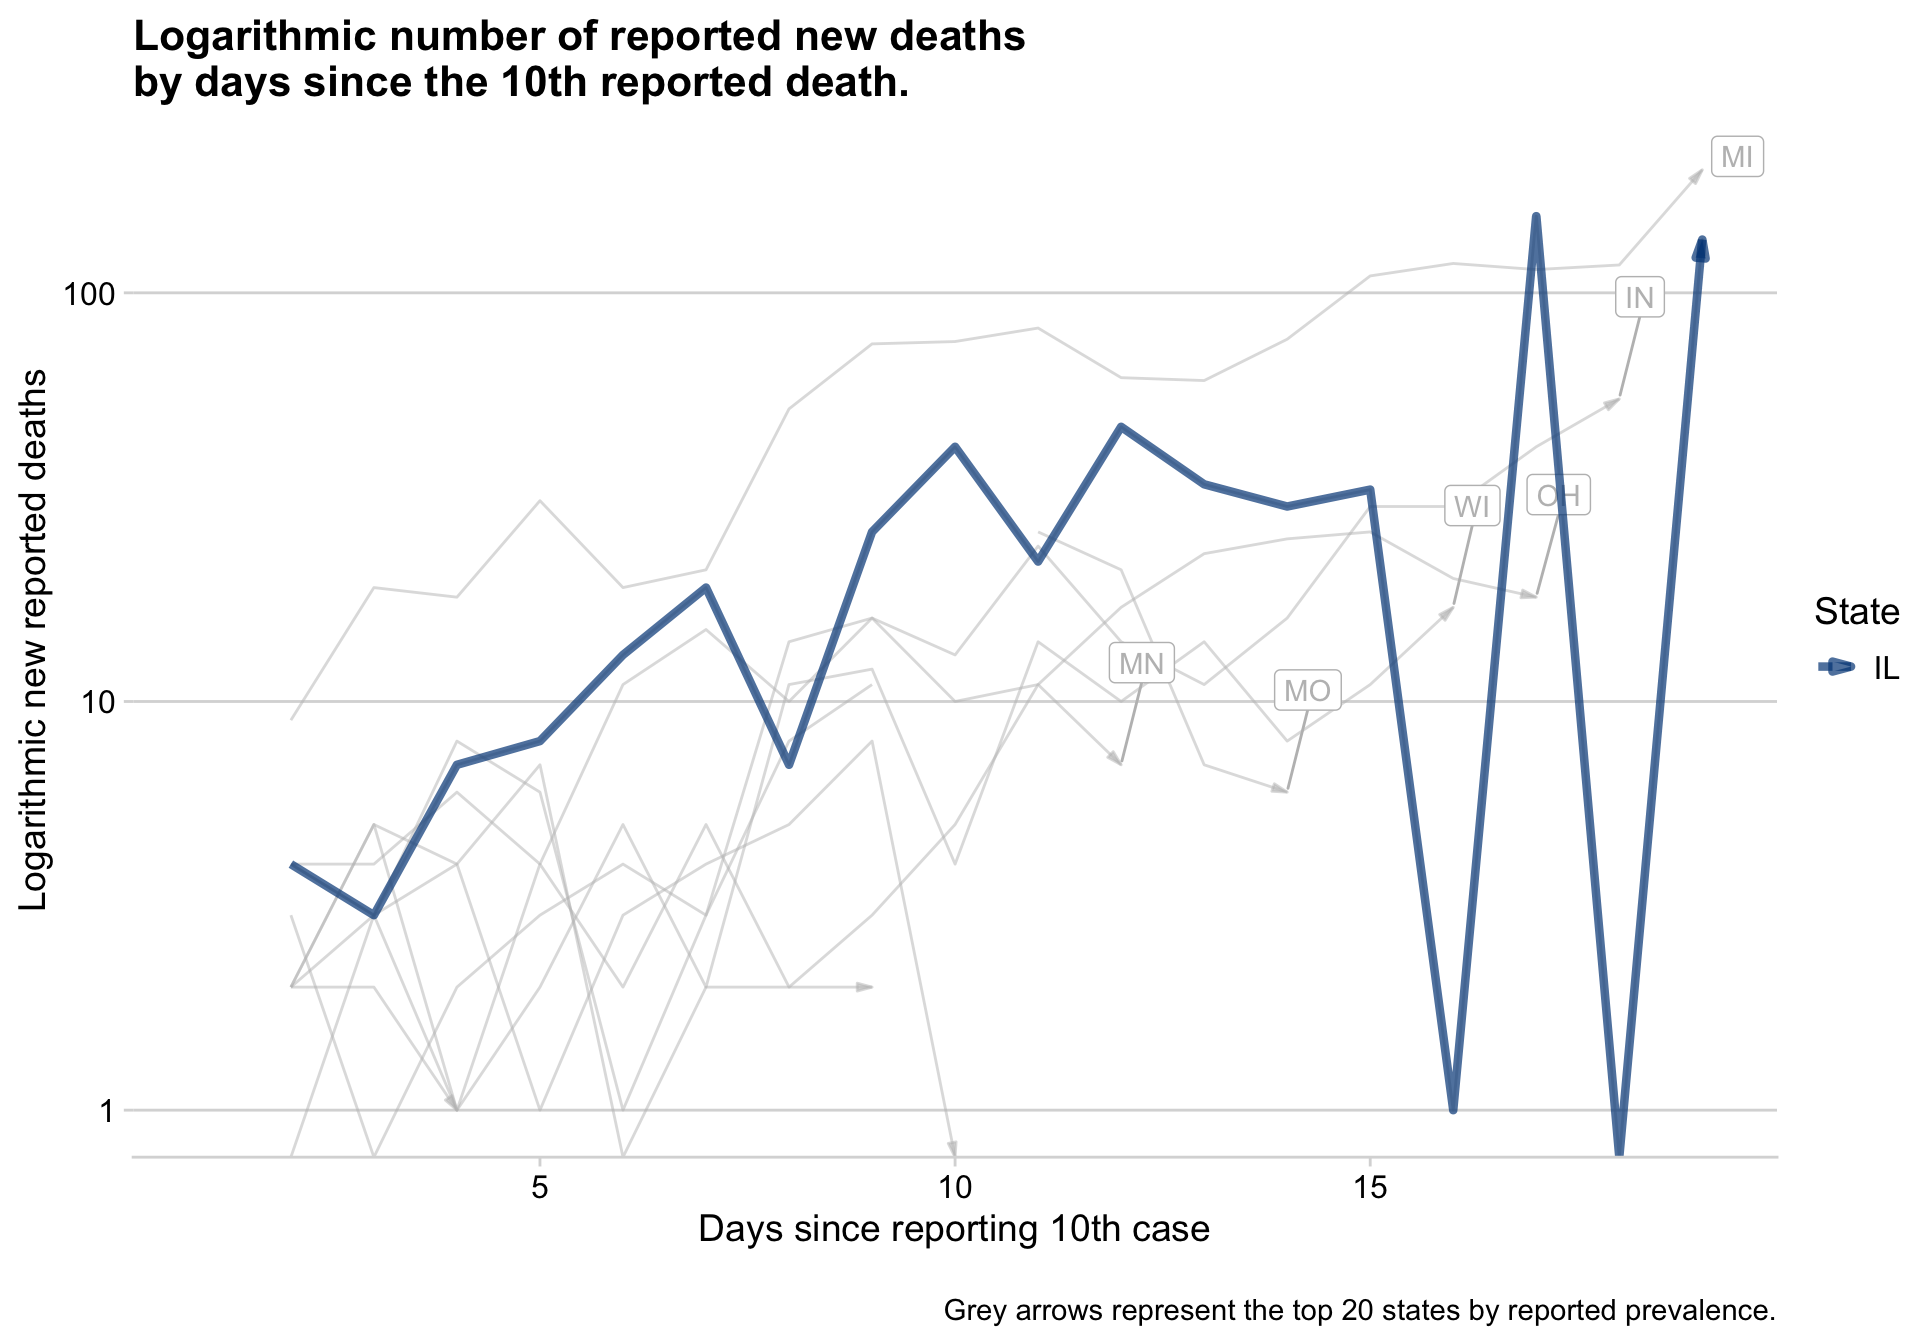 Logarithmic number of reported new deaths
by days since the 10th reported death.
MI
100
IN
WI
OH
Logarithmic new reported deaths
State
IL
MN
MO
10
1
5
10
15
Days since reporting 10th case
Grey arrows represent the top 20 states by reported prevalence.